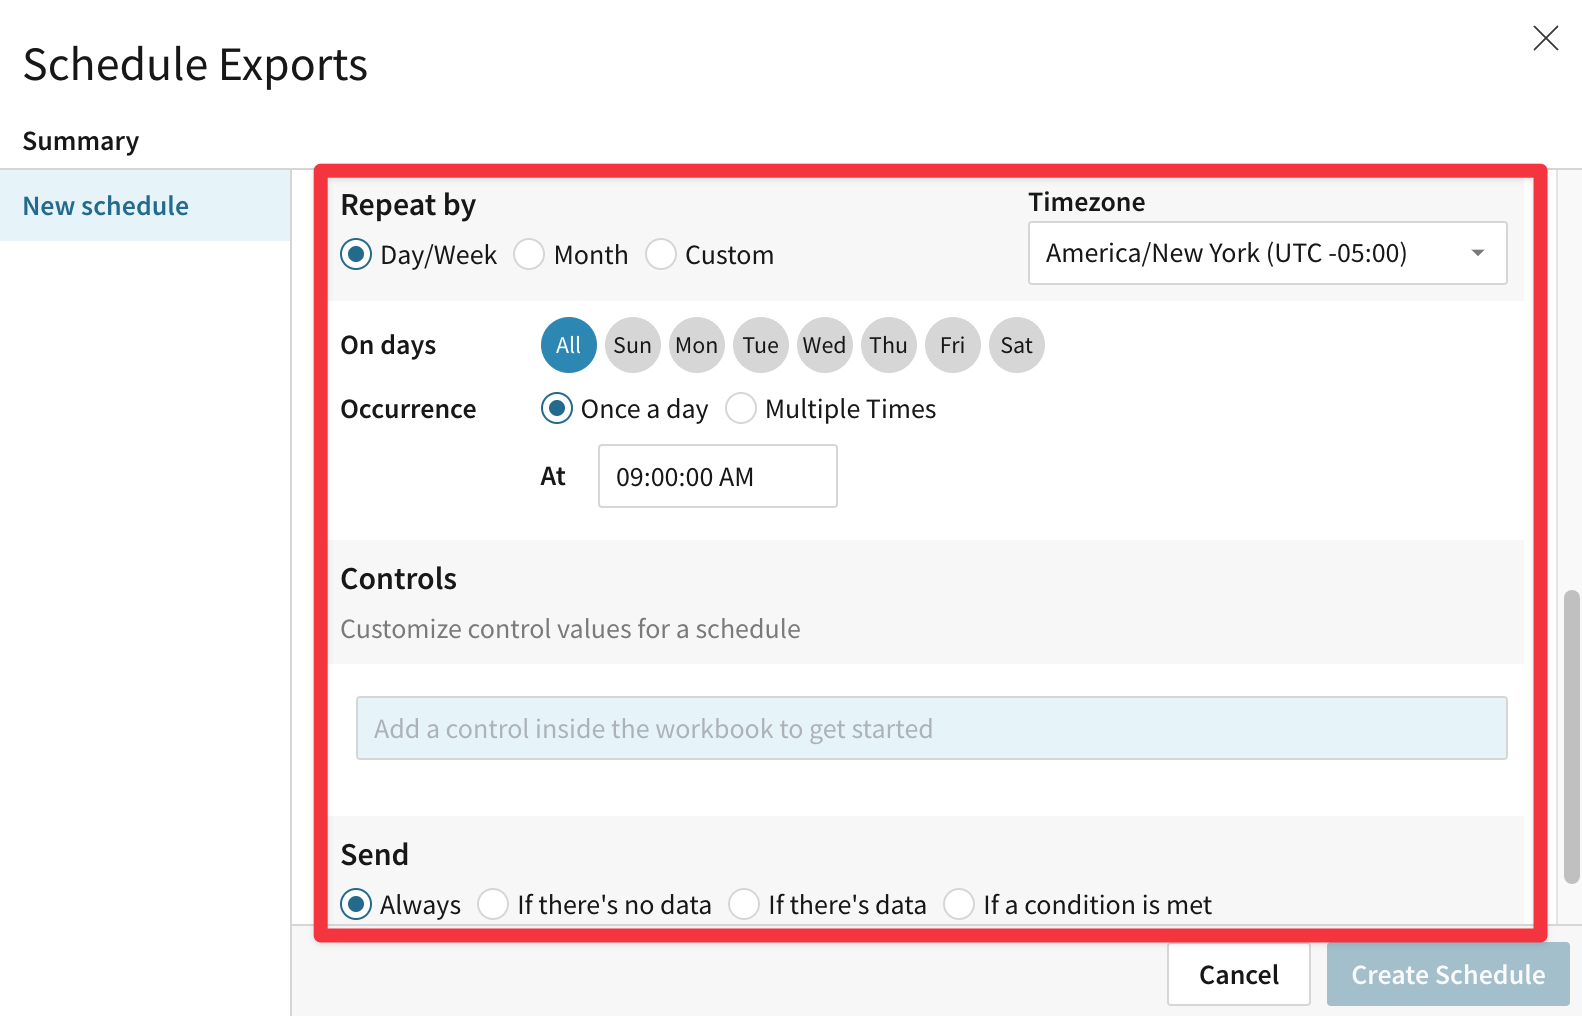 Schedule Exports
Summary
New schedule
Repeat by
Timezone
Day/Week Month Custom
America/New York (UTC -05:00)
On days All Sun Mon Tue Wed Thu Fri Sat
Occurrence Once a day Multiple Times
At 09:00:00 AM
Controls
Customize control values for a schedule
Add a control inside the workbook to get started
Send
Always If there's no data If there's data If a condition is met
Cancel Create Schedule